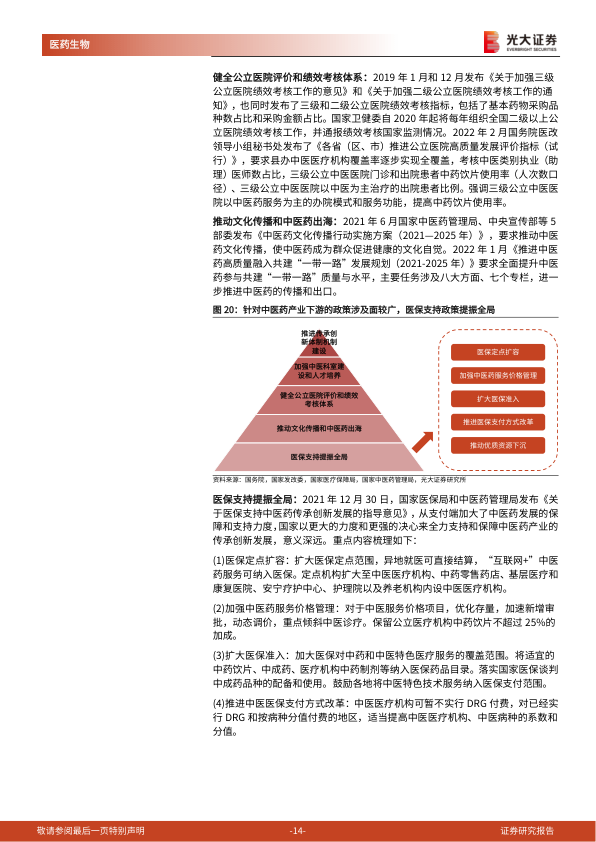 医药生物
光大证券
EVERBRIGHT SECURITIES
健全公立医院评价和绩效考核体系：2019 年 1 月和 12 月发布《关于加强三级
公立医院绩效考核工作的意见》和《关于加强二级公立医院绩效考核工作的通
知》，也同时发布了三级和二级公立医院绩效考核指标，包括了基本药物采购品
种数占比和采购金额占比。国家卫健委自 2020 年起将每年组织全国二级以上公
立医院绩效考核工作，并通报绩效考核国家监测情况。2022 年 2 月国务院医改
领导小组秘书处发布了《各省（区、市）推进公立医院高质量发展评价指标（试
行）》，要求县办中医医疗机构覆盖率逐步实现全覆盖，考核中医类别执业（助
理）医师数占比，三级公立中医医院门诊和出院患者中药饮片使用率（人次数口
径）、三级公立中医医院以中医为主治疗的出院患者比例。强调三级公立中医医
院以中医药服务为主的办院模式和服务功能，提高中药饮片使用率。
推动文化传播和中医药出海：2021 年 6 月国家中医药管理局、中央宣传部等 5
部委发布《中医药文化传播行动实施方案（2021—2025 年）》，要求推动中医
药文化传播，使中医药成为群众促进健康的文化自觉。2022 年 1 月《推进中医
药高质量融入共建“一带一路”发展规划（2021-2025 年）》要求全面提升中医
药参与共建“一带一路”质量与水平，主要任务涉及八大方面、七个专栏，进一
步推进中医药的传播和出口。
图 20：针对中医药产业下游的政策涉及面较广，医保支持政策提振全局
推进传承创
新体制机制
建设
加强中医科室建
设和人才培养
健全公立医院评价和绩效
考核体系
推动文化传播和中医药出海
医保支持提振全局
医保定点扩容
加强中医药服务价格管理
扩大医保准入
推进医保支付方式改革
推动优质资源下沉
资料来源：国务院，国家发改委，国家医疗保障局，国家中医药管理局，光大证券研究所
医保支持提振全局：2021 年 12 月 30 日，国家医保局和中医药管理局发布《关
于医保支持中医药传承创新发展的指导意见》，从支付端加大了中医药发展的保
障和支持力度，国家以更大的力度和更强的决心来全力支持和保障中医药产业的
传承创新发展，意义深远。重点内容梳理如下：
(1)医保定点扩容：扩大医保定点范围，异地就医可直接结算，“互联网+”中医
药服务可纳入医保。定点机构扩大至中医医疗机构、中药零售药店、基层医疗和
康复医院、安宁疗护中心、护理院以及养老机构内设中医医疗机构。
(2)加强中医药服务价格管理：对于中医服务价格项目，优化存量，加速新增审
批，动态调价，重点倾斜中医诊疗。保留公立医疗机构中药饮片不超过 25%的
加成。
(3)扩大医保准入：加大医保对中药和中医特色医疗服务的覆盖范围。将适宜的
中药饮片、中成药、医疗机构中药制剂等纳入医保药品目录。落实国家医保谈判
中成药品种的配备和使用。鼓励各地将中医特色技术服务纳入医保支付范围。
(4)推进中医医保支付方式改革：中医医疗机构可暂不实行 DRG 付费，对已经实
行 DRG 和按病种分值付费的地区，适当提高中医医疗机构、中医病种的系数和
分值。
敬请参阅最后一页特别声明
-14-
证券研究报告